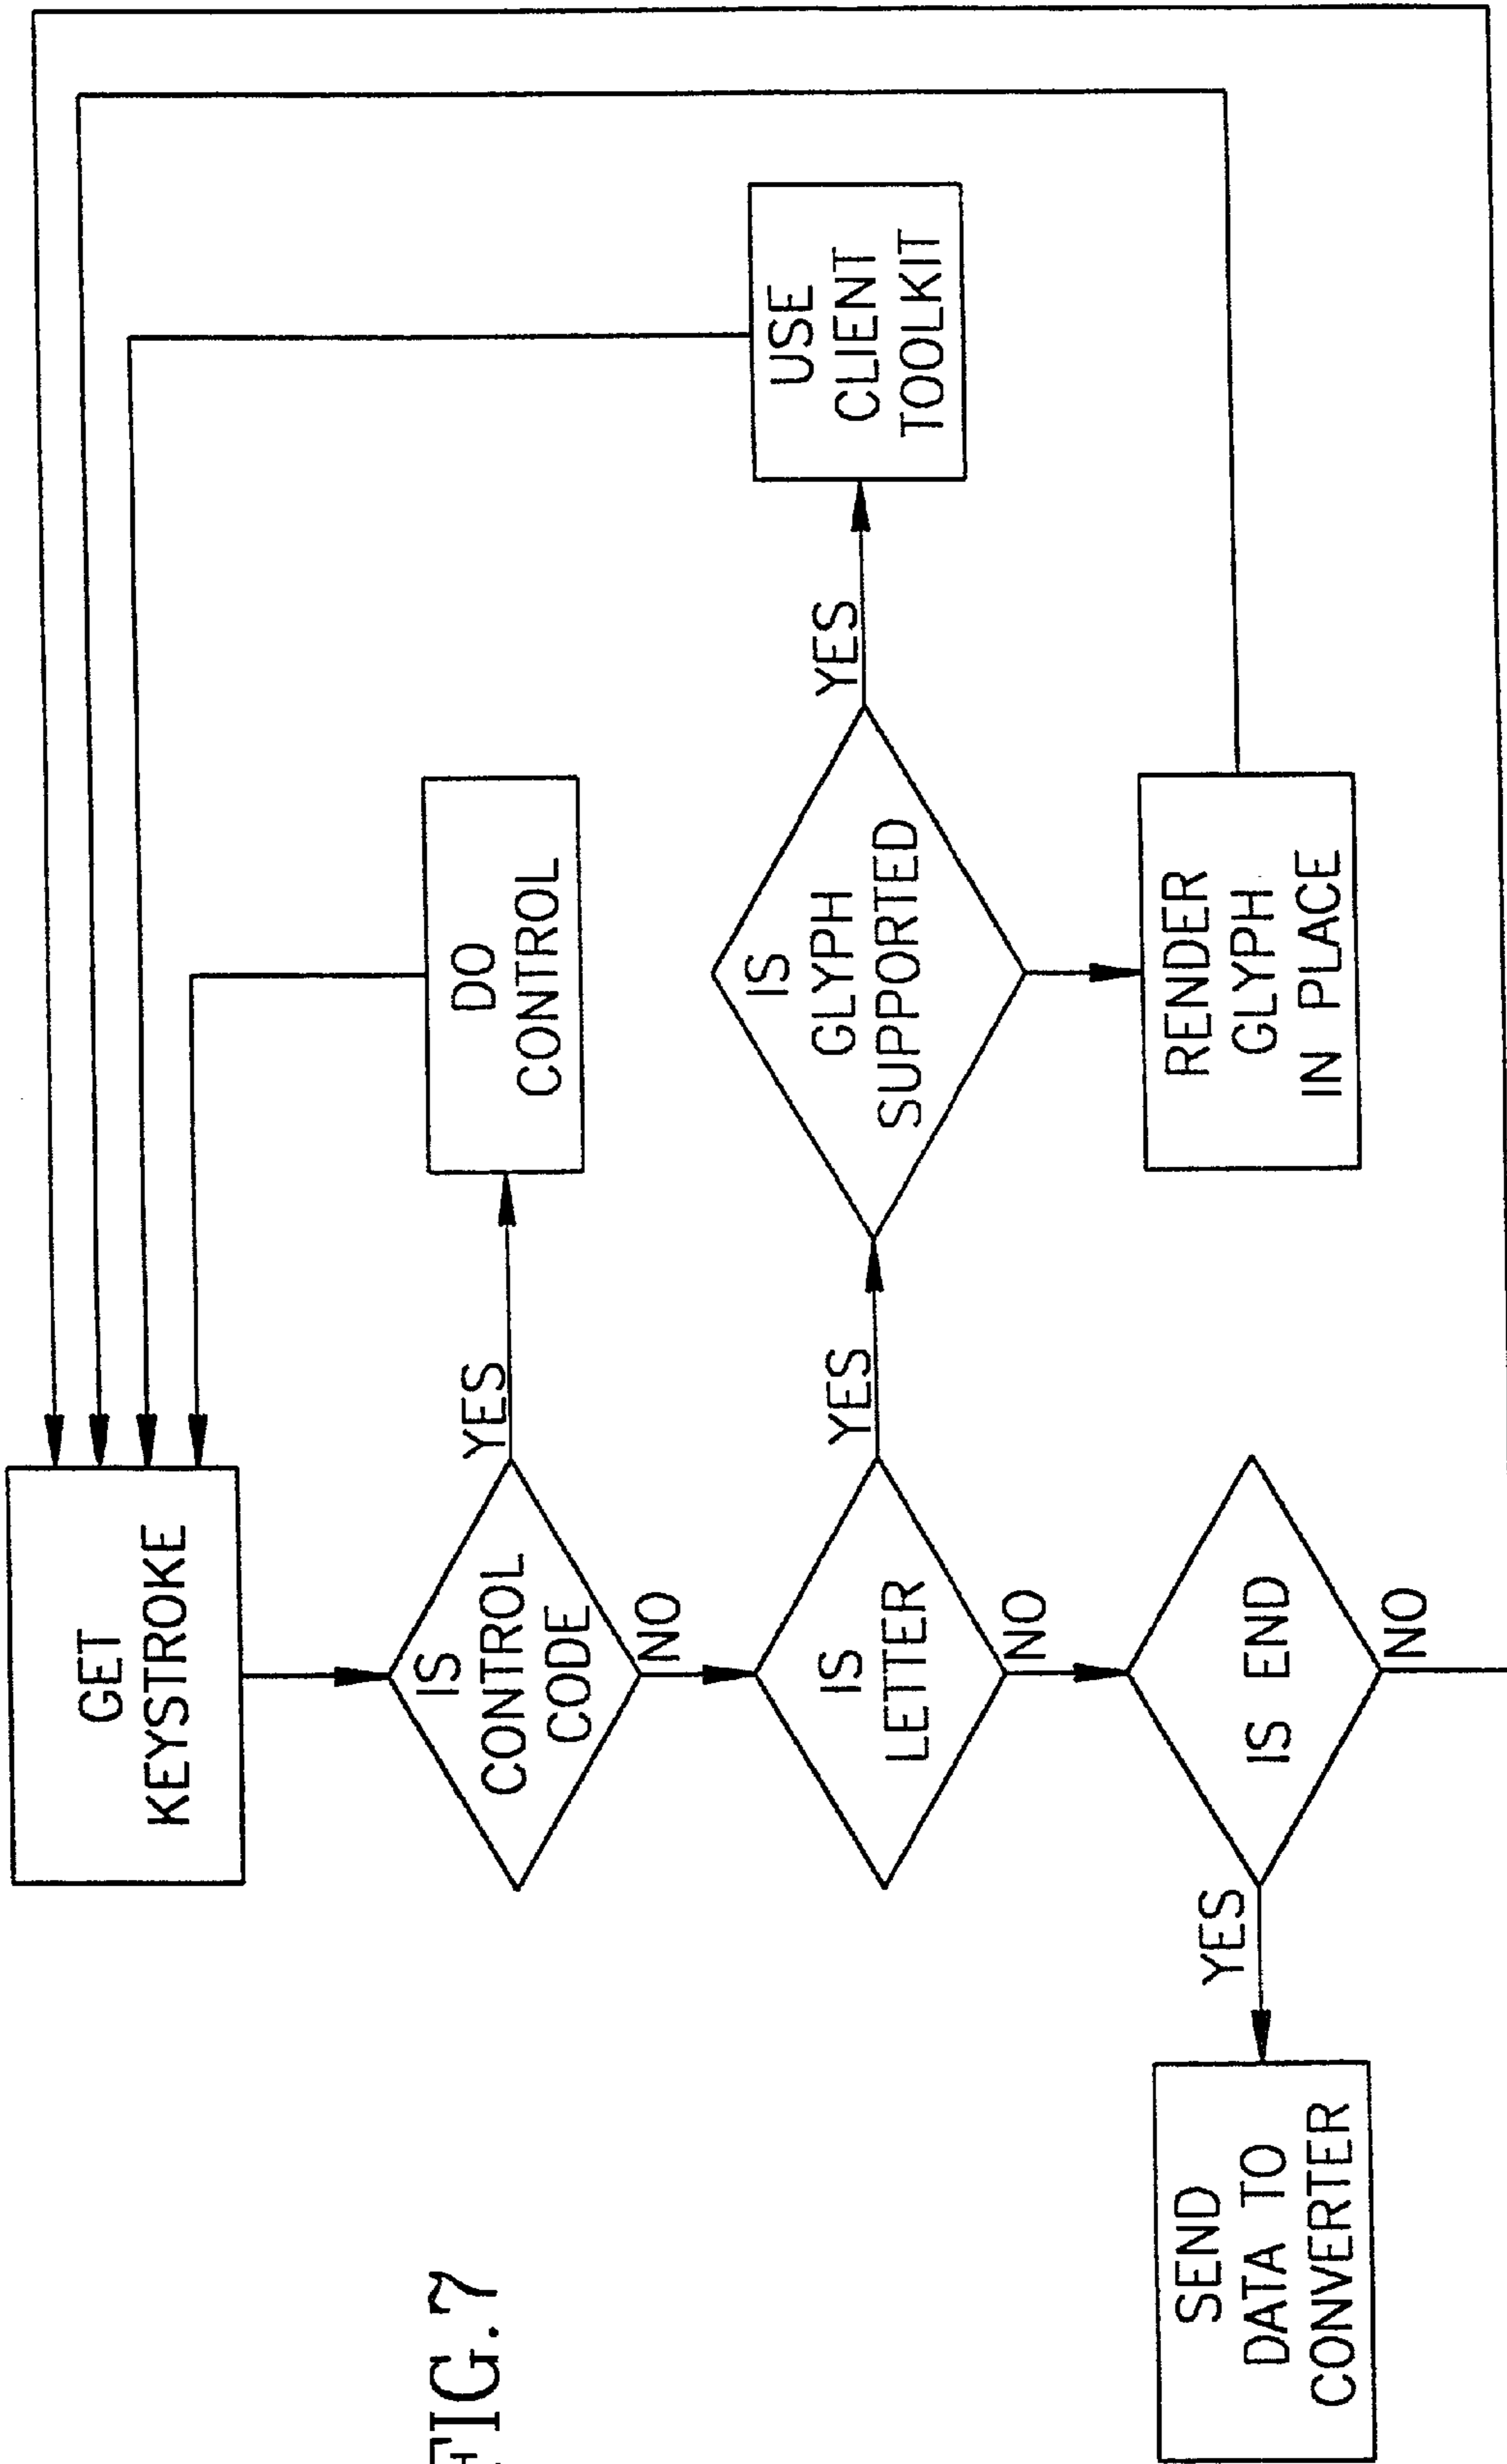 GET
KEYSTROKE
IS
CONTROL
CODE
YES
DO
CONTROL
NO
IS
LETTER
YES
IS
GLYPH
SUPPORTED
YES
USE
CLIENT
TOOLKIT
RENDER
GLYPH
IN PLACE
NO
IS END
YES
SEND
DATA TO
CONVERTER
NO
FIG.7